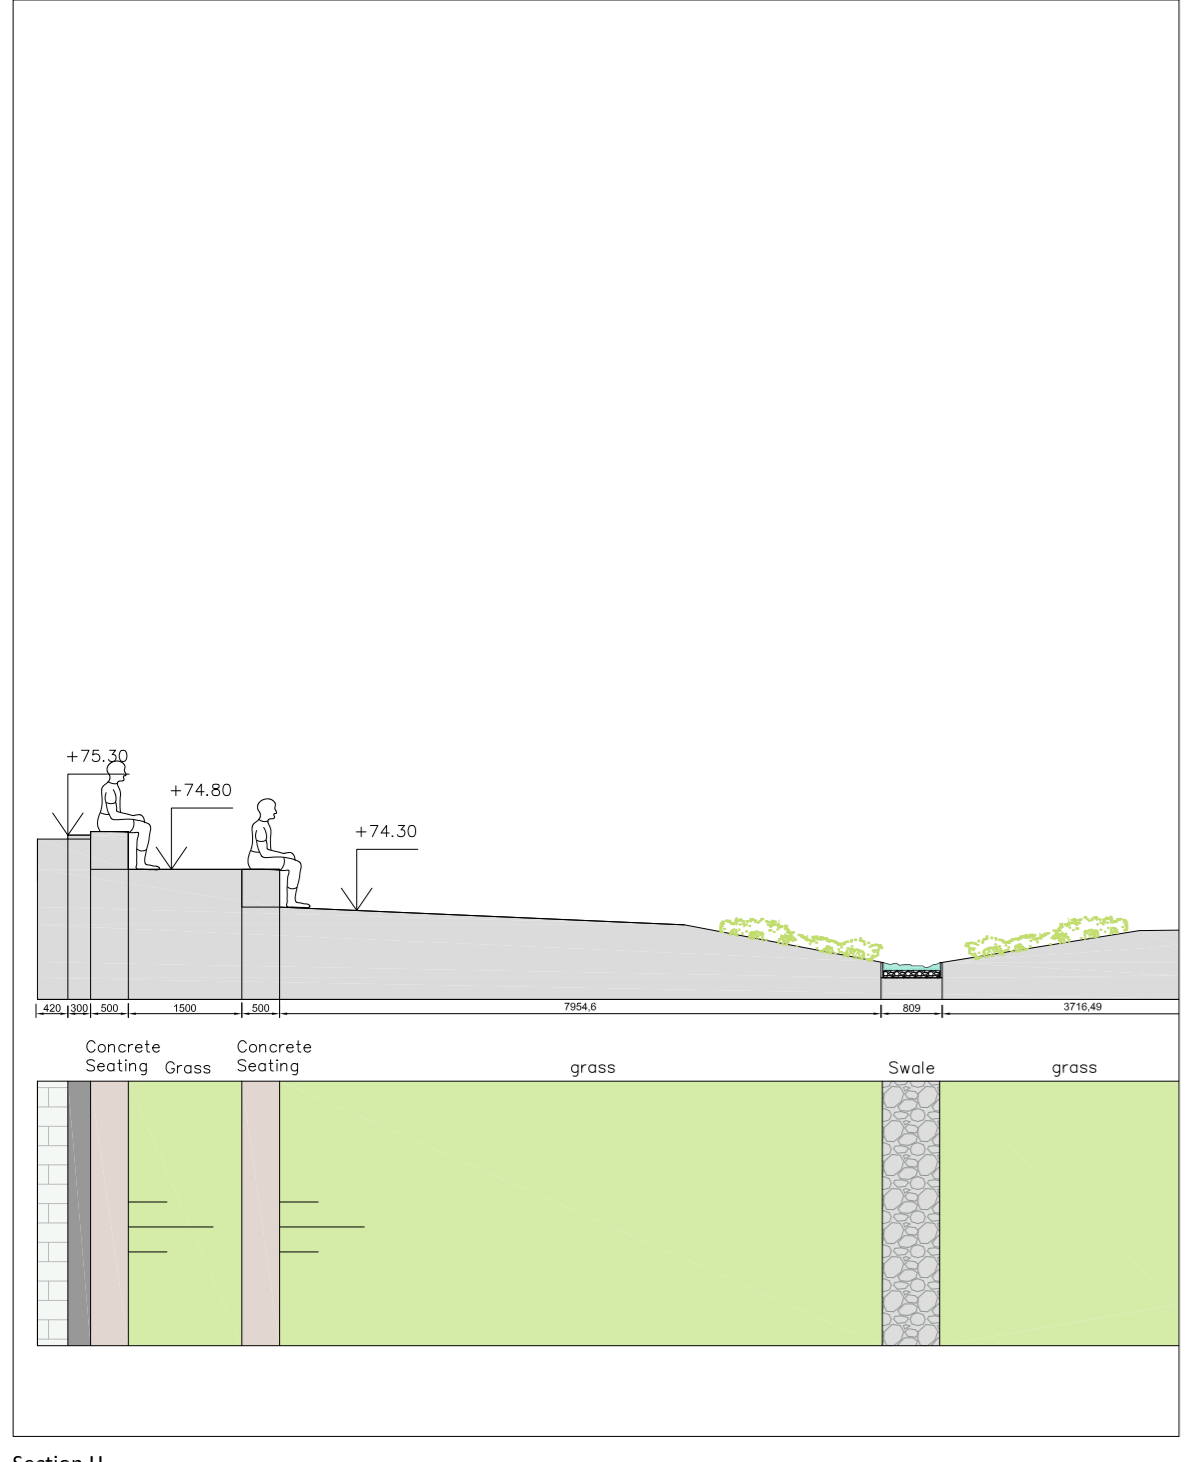 +75.30
+74.80
+74.30
420 300 500 1500 500 7954,6 809 3716,49
Concrete
Seating
Grass
Concrete
Seating
grass
Swale
grass